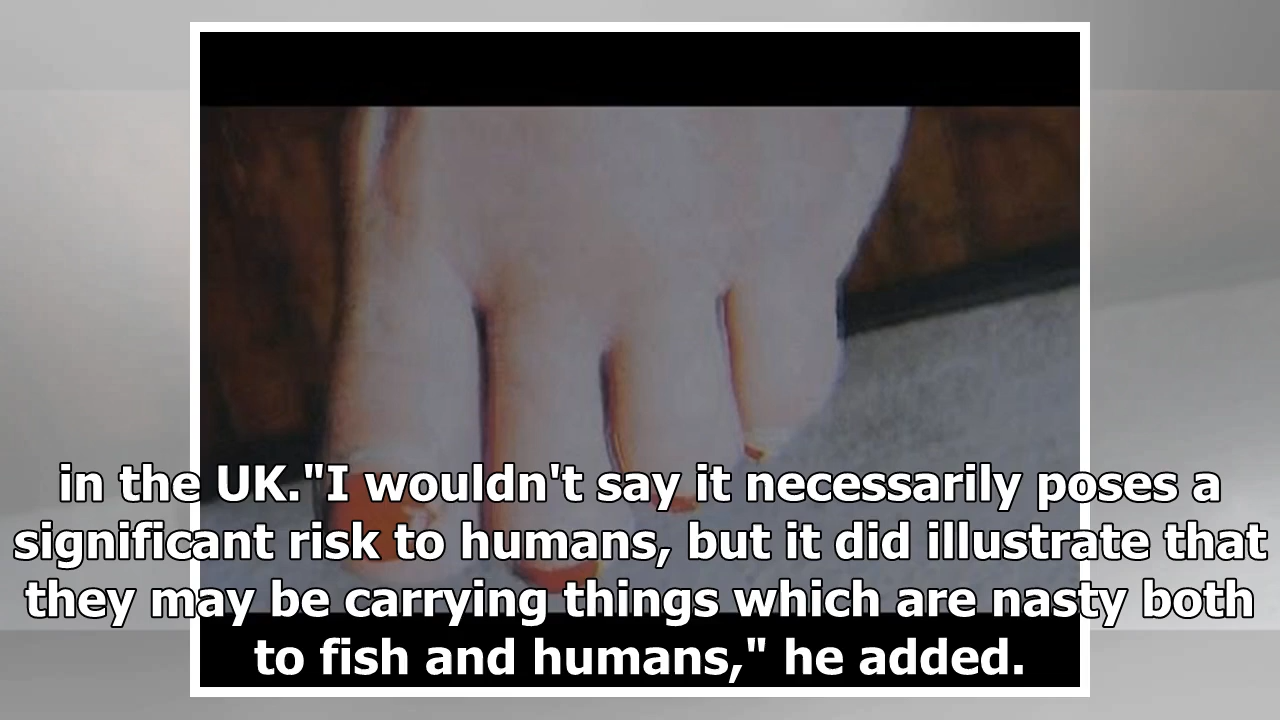 in the UK."I wouldn't say it necessarily poses a
significant risk to humans, but it did illustrate that
they may be carrying things which are nasty both
to fish and humans," he added.